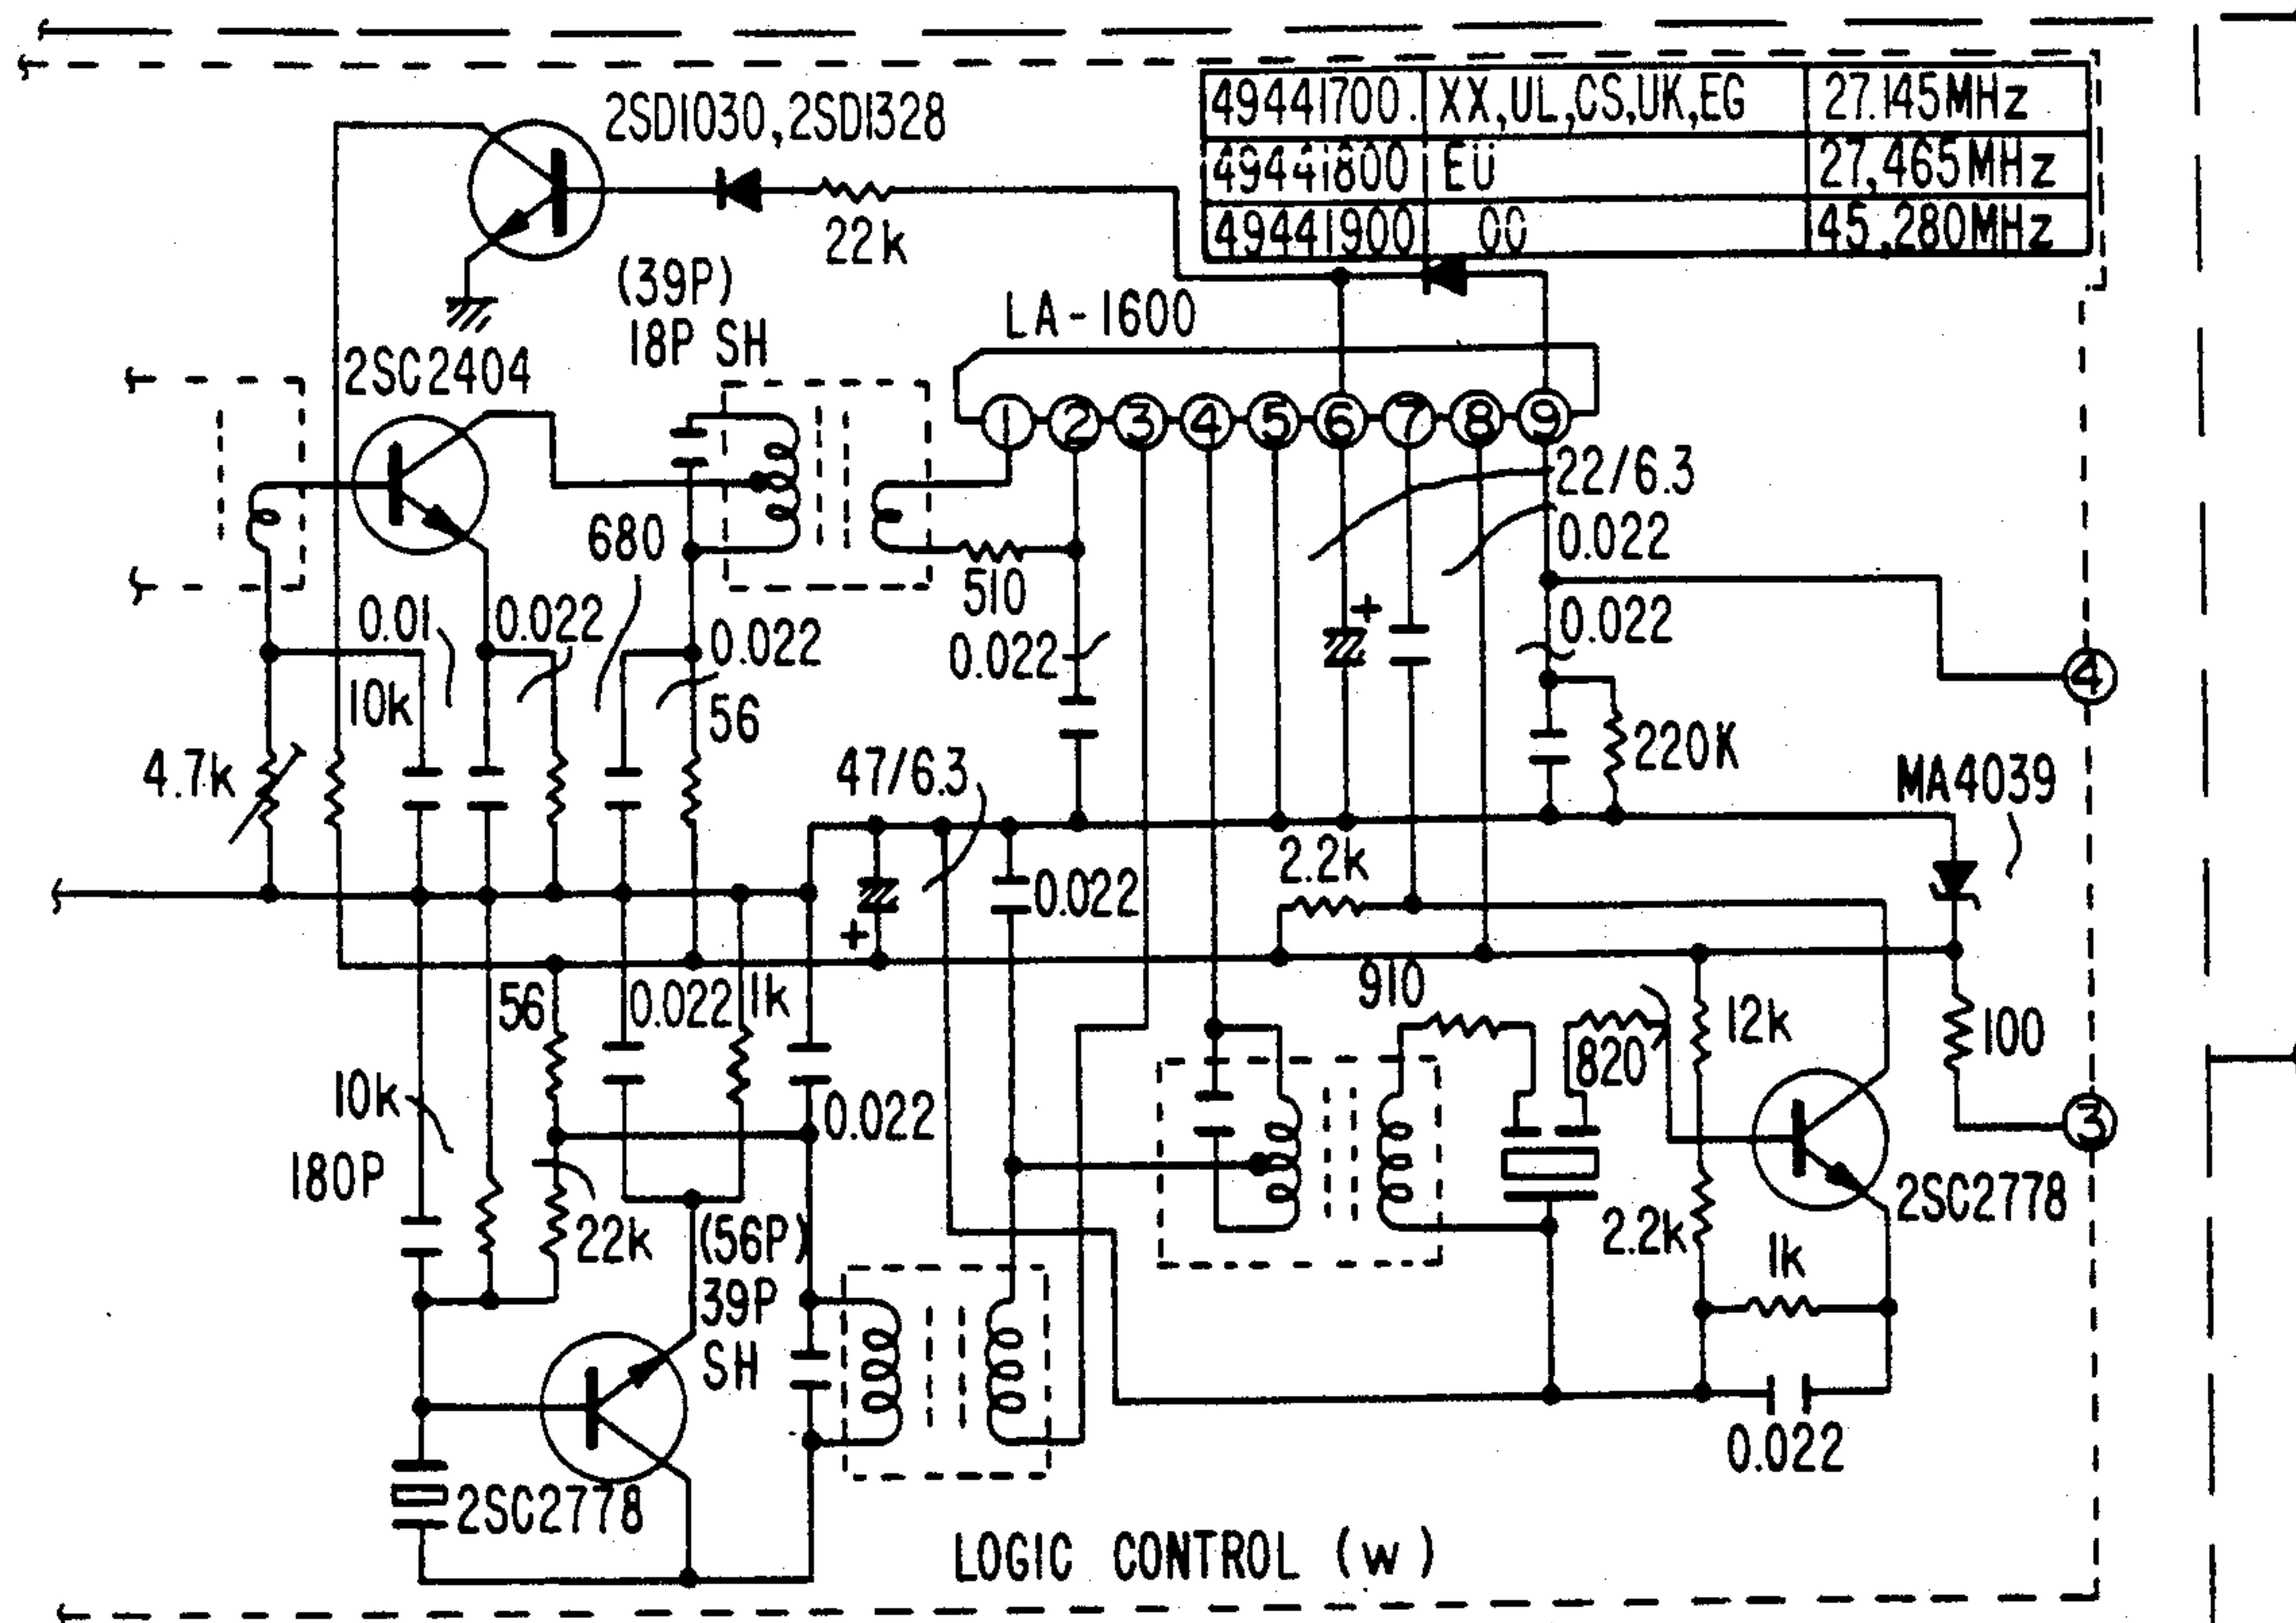 49441700. XX,UL,CS,UK,EG 27.145MHz
49441800 EU 27,465MHz
49441900 00 45,280MHz
2SD1030,2SD1328
22k
(39P)
18P SH
LA-1600
2SC2404
1 2 3 4 5 6 7 8 9
22/6.3
0.022
680
510
0.01
0.022
0.022
0.022
0.022
10k
56
4
4.7k
47/6.3
220K
MA4039
2.2k
0.022
56
0.022
1k
910
12k
100
820
10k
0.022
3
180P
22k
(56P)
39P
SH
2.2k
2SC2778
1k
0.022
2SC2778
LOGIC CONTROL (w)
+
+